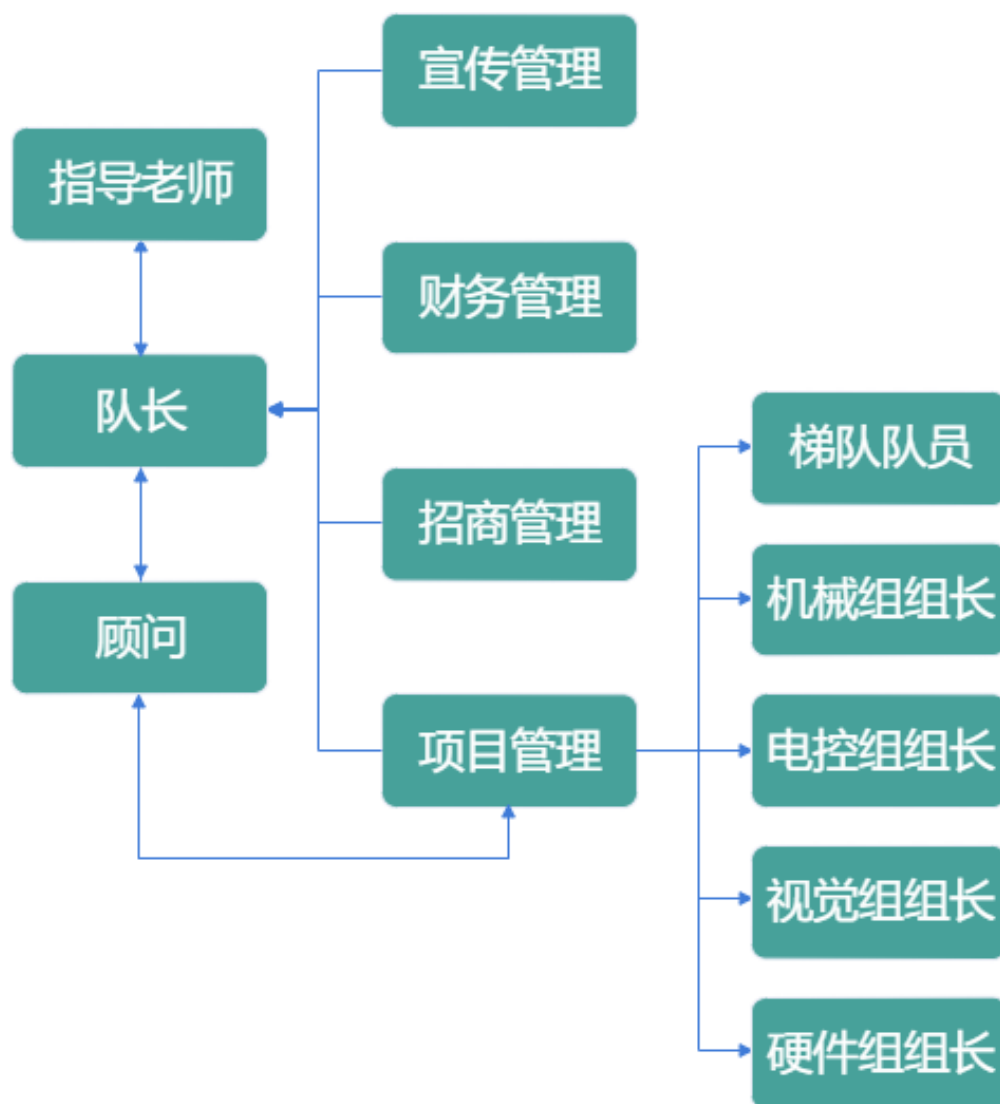 宣传管理
指导老师
财务管理
队长
招商管理
梯队队员
机械组组长
顾问
项目管理
电控组组长
视觉组组长
硬件组组长